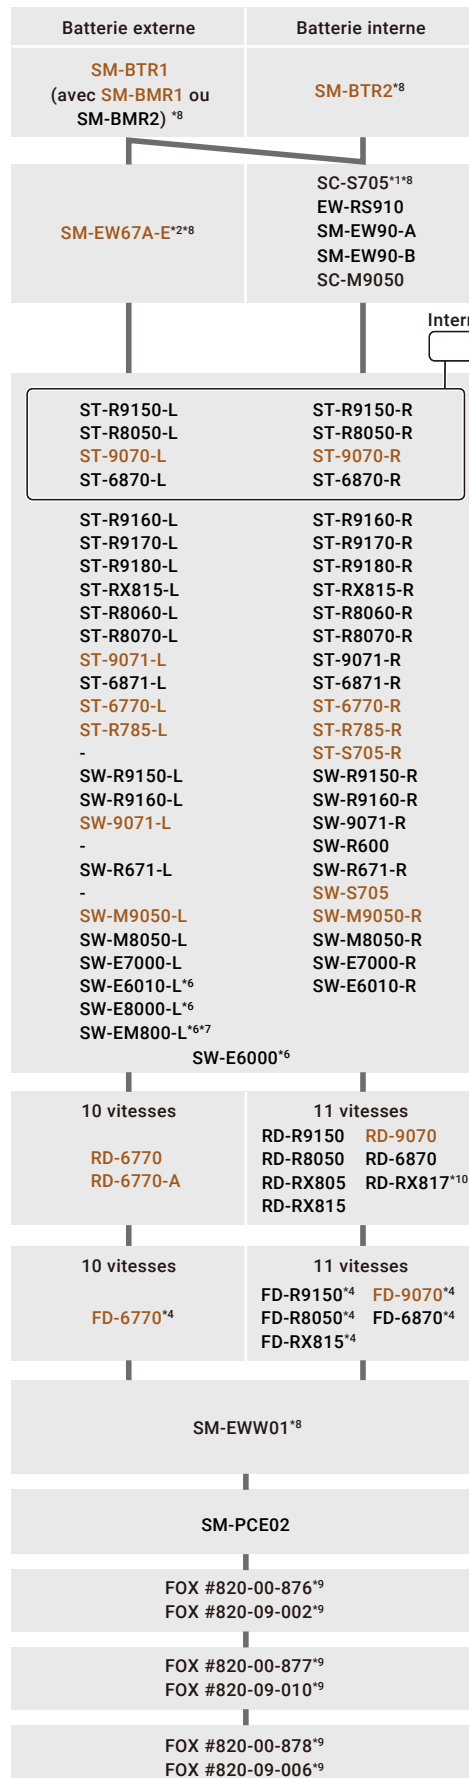 Batterie externe Batterie interne
SM-BTR1
(avec SM-BMR1 ou
SM-BMR2) *8
SM-BTR2*8
SM-EW67A-E*2*8
SC-S705*1*8
EW-RS910
SM-EW90-A
SM-EW90-B
SC-M9050
Intern
ST-R9150-L ST-R9150-R
ST-R8050-L ST-R8050-R
ST-9070-L ST-9070-R
ST-6870-L ST-6870-R
ST-R9160-L ST-R9160-R
ST-R9170-L ST-R9170-R
ST-R9180-L ST-R9180-R
ST-RX815-L ST-RX815-R
ST-R8060-L ST-R8060-R
ST-R8070-L ST-R8070-R
ST-9071-L ST-9071-R
ST-6871-L ST-6871-R
ST-6770-L ST-6770-R
ST-R785-L ST-R785-R
- ST-S705-R
SW-R9150-L SW-R9150-R
SW-R9160-L SW-R9160-R
SW-9071-L SW-9071-R
- SW-R600
SW-R671-L SW-R671-R
- SW-S705
SW-M9050-L SW-M9050-R
SW-M8050-L SW-M8050-R
SW-E7000-L SW-E7000-R
SW-E6010-L*6 SW-E6010-R
SW-E8000-L*6
SW-EM800-L*6*7
SW-E6000*6
10 vitesses
RD-6770
RD-6770-A
11 vitesses
RD-R9150 RD-9070
RD-R8050 RD-6870
RD-RX805 RD-RX817*10
RD-RX815
10 vitesses
FD-6770*4
11 vitesses
FD-R9150*4 FD-9070*4
FD-R8050*4 FD-6870*4
FD-RX815*4
SM-EWW01*8
SM-PCE02
FOX #820-00-876*9
FOX #820-09-002*9
FOX #820-00-877*9
FOX #820-09-010*9
FOX #820-00-878*9
FOX #820-09-006*9